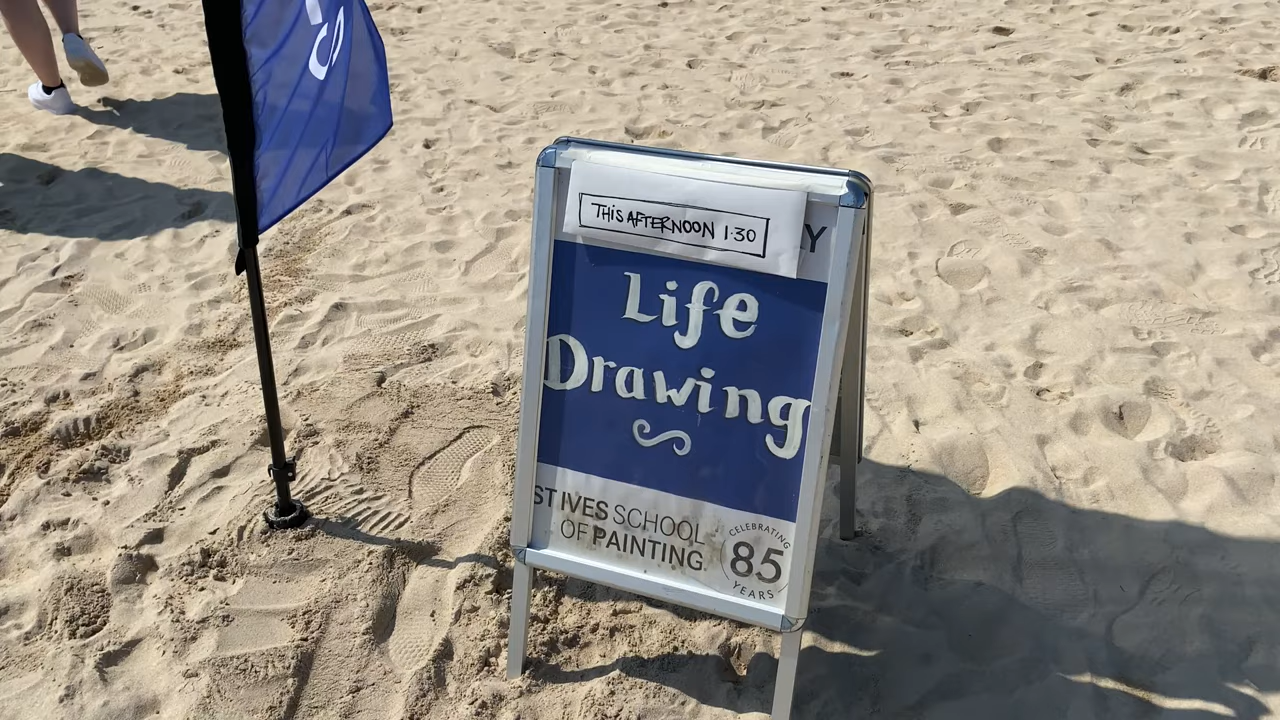 S
THIS AFTERNOON 1·30
Y
Life
Drawing
ST IVES SCHOOL
OF PAINTING
CELEBRATING
85
YEARS